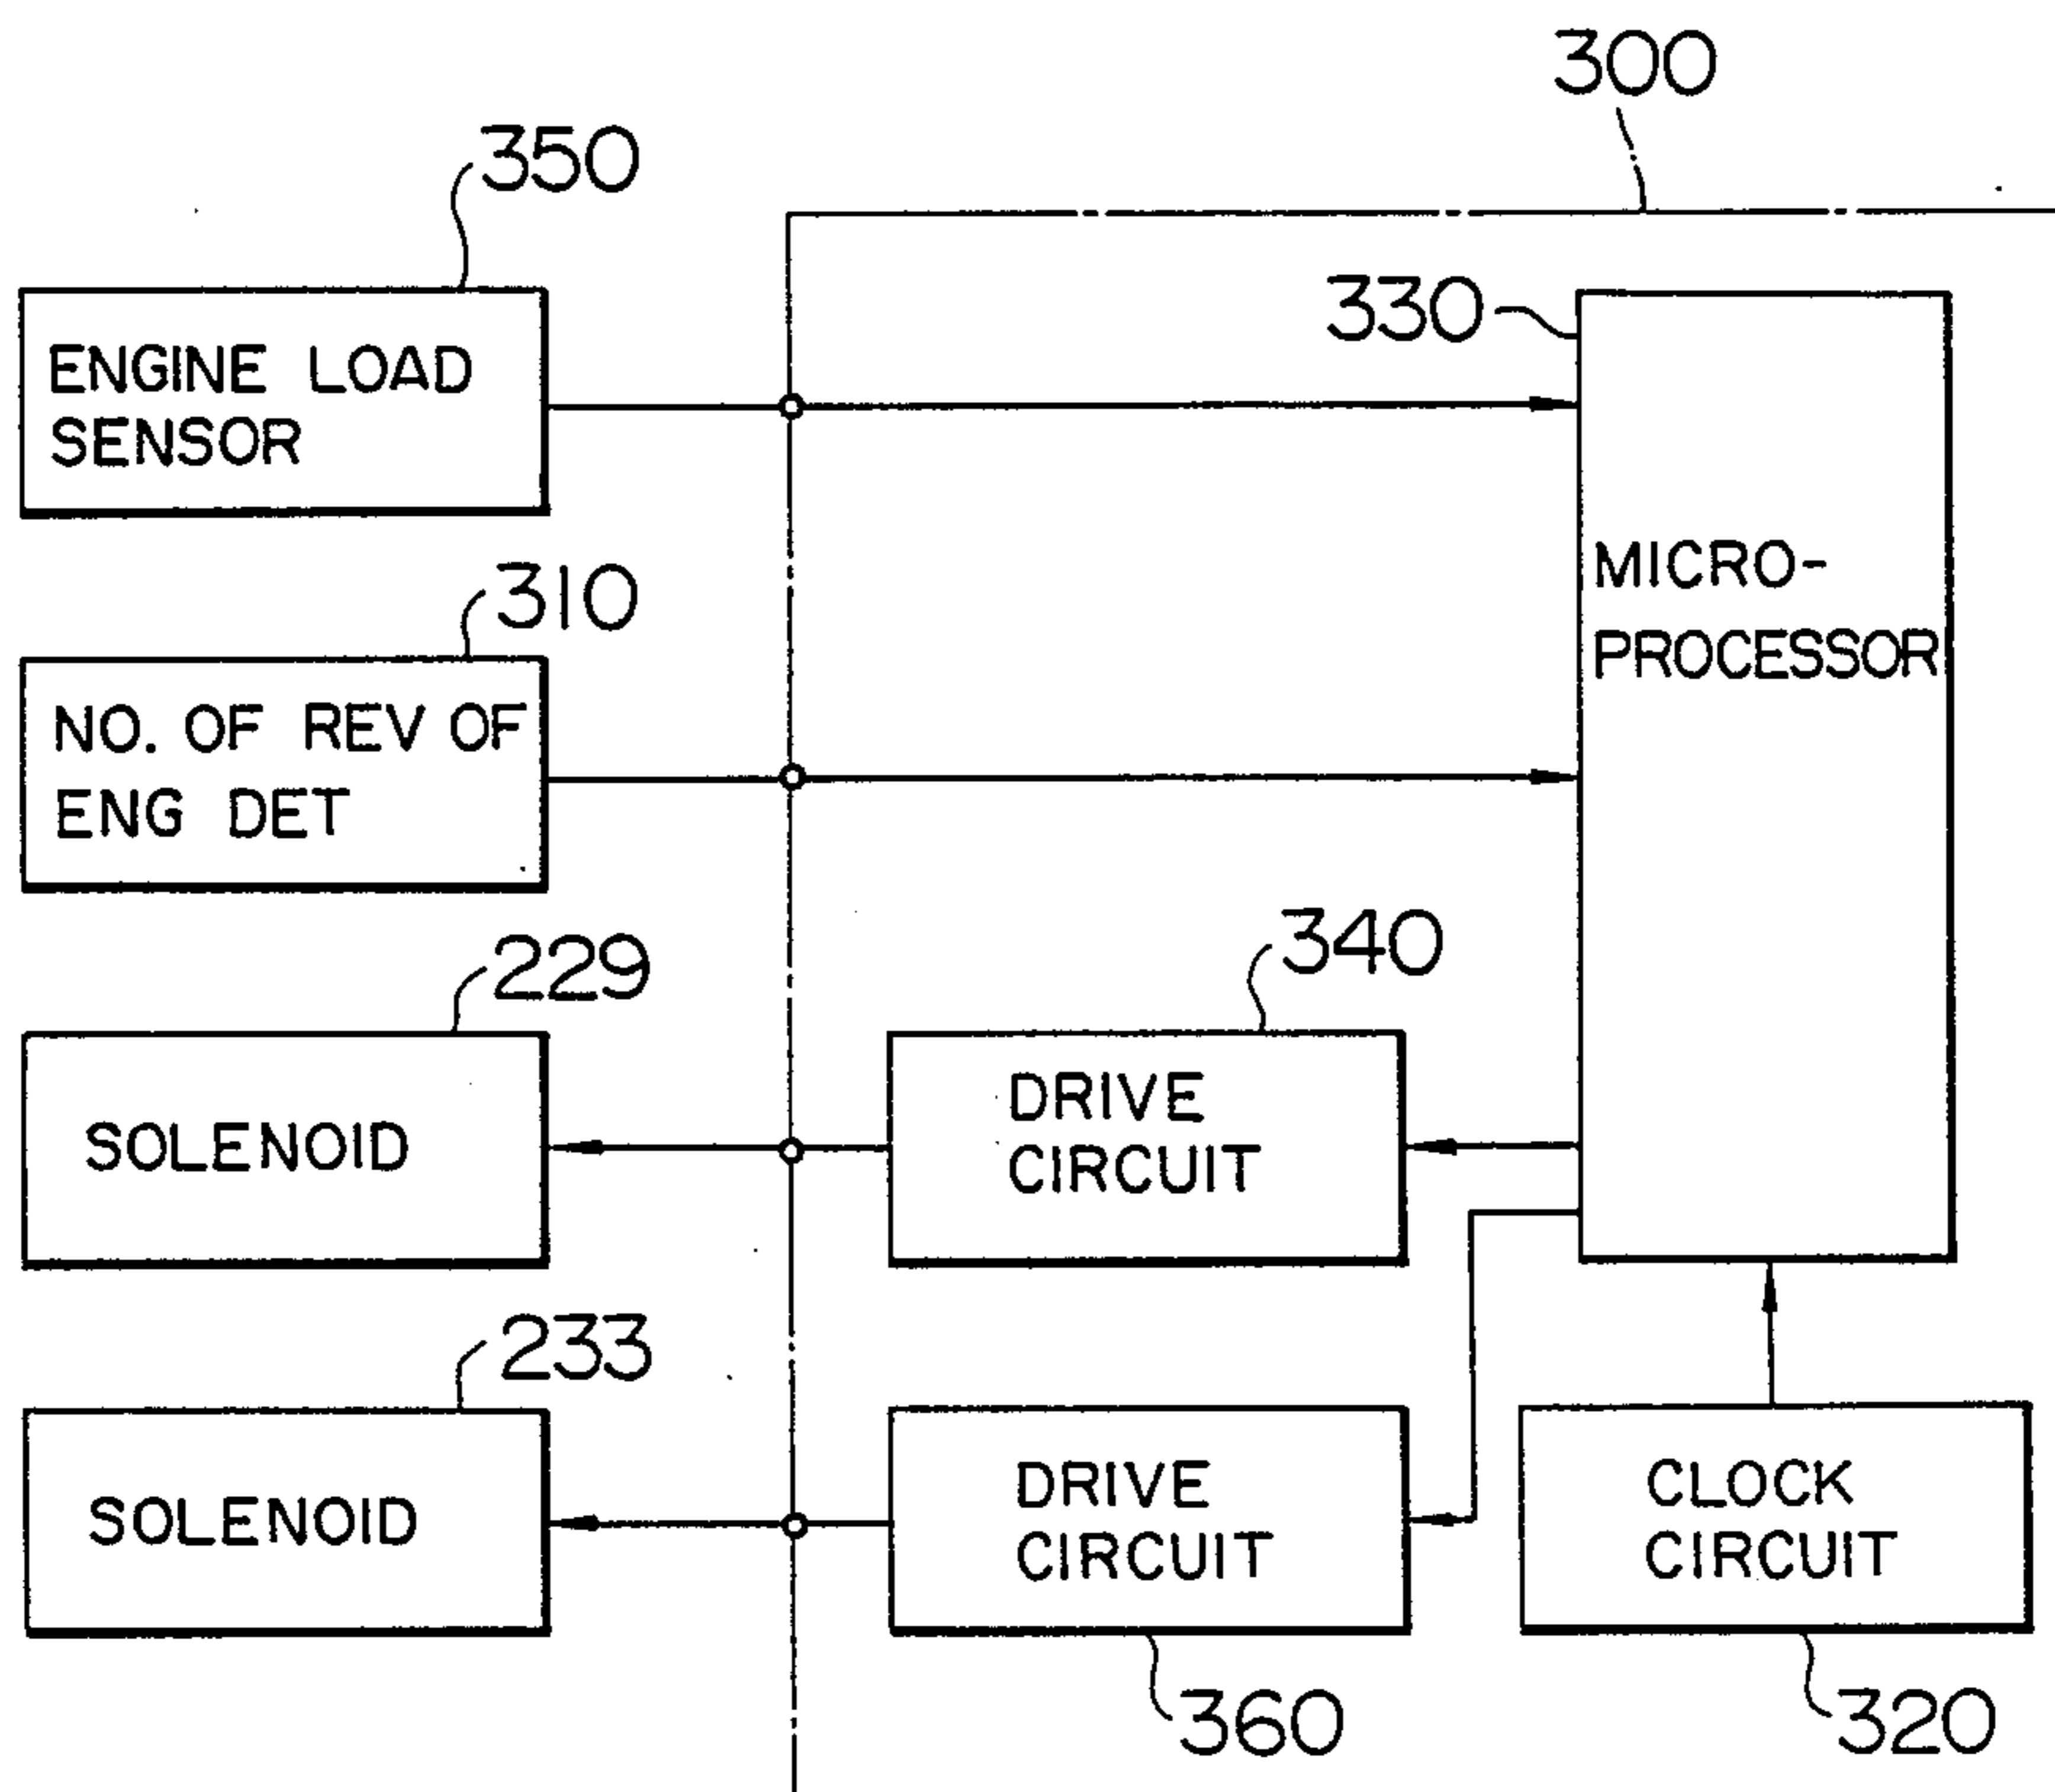 300
350
330
ENGINE LOAD
SENSOR
MICRO-
PROCESSOR
310
NO. OF REV OF
ENG DET
229
340
SOLENOID
DRIVE
CIRCUIT
233
SOLENOID
DRIVE
CIRCUIT
CLOCK
CIRCUIT
360
320